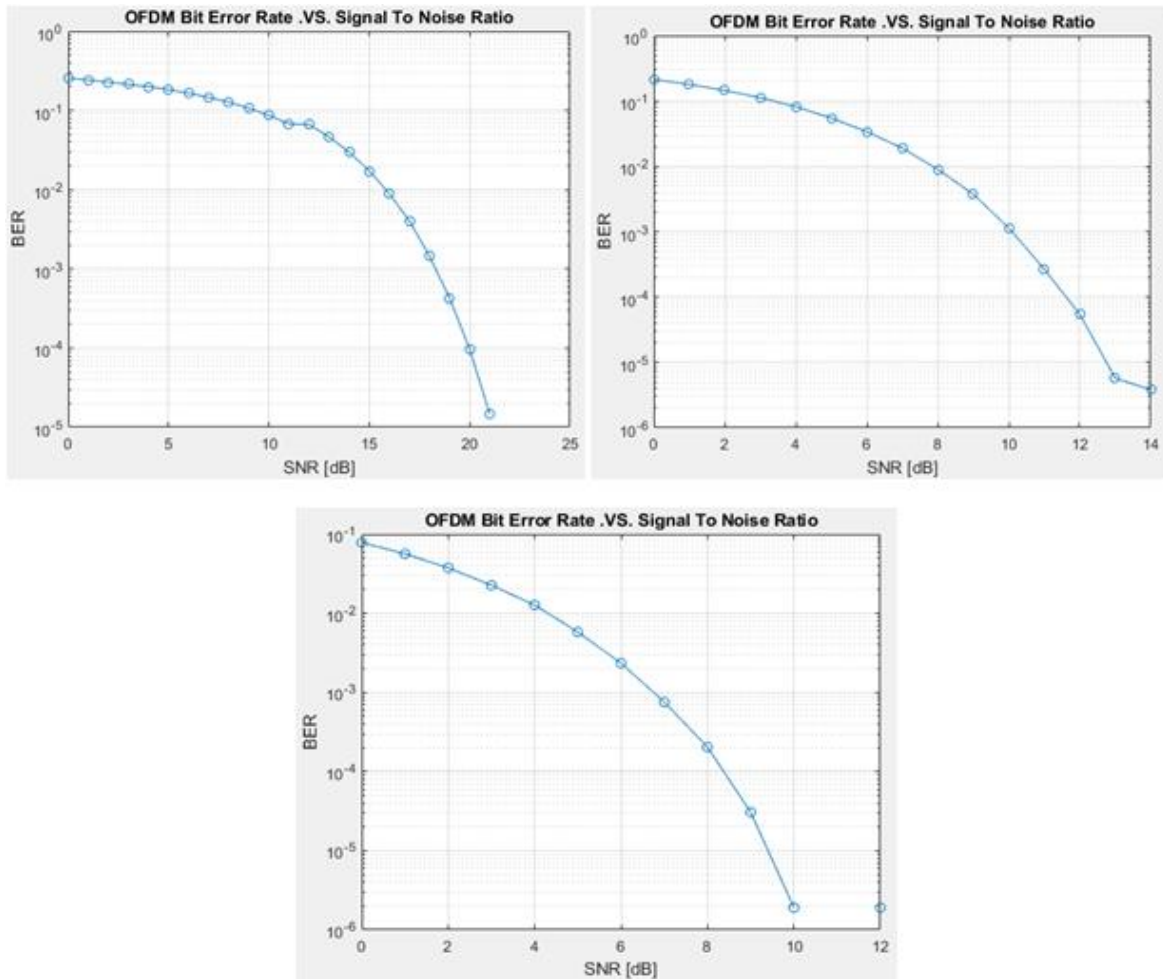 OFDM Bit Error Rate .VS. Signal To Noise Ratio
10^0
10^-1
10^-2
10^-3
10^-4
10^-5
BER
0 5 10 15 20 25
SNR [dB]
OFDM Bit Error Rate .VS. Signal To Noise Ratio
10^0
10^-1
10^-2
10^-3
10^-4
10^-5
10^-6
BER
0 2 4 6 8 10 12 14
SNR [dB]
OFDM Bit Error Rate .VS. Signal To Noise Ratio
10^-1
10^-2
10^-3
10^-4
10^-5
10^-6
BER
0 2 4 6 8 10 12
SNR [dB]